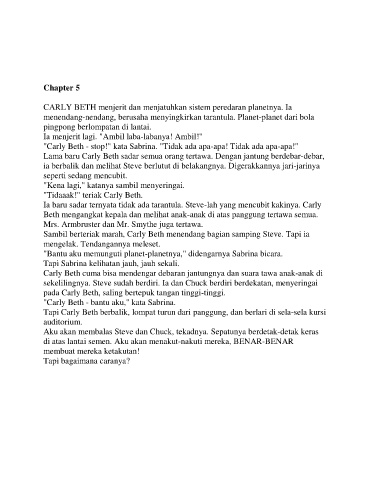 Chapter 5
CARLY BETH menjerit dan menjatuhkan sistem peredaran planetnya. Ia
menendang-nendang, berusaha menyingkirkan tarantula. Planet-planet dari bola
pingpong berlompatan di lantai.
Ia menjerit lagi. "Ambil laba-labanya! Ambil!"
"Carly Beth - stop!" kata Sabrina. "Tidak ada apa-apa! Tidak ada apa-apa!"
Lama baru Carly Beth sadar semua orang tertawa. Dengan jantung berdebar-debar,
ia berbalik dan melihat Steve berlutut di belakangnya. Digerakkannya jari-jarinya
seperti sedang mencubit.
"Kena lagi," katanya sambil menyeringai.
"Tidaaak!" teriak Carly Beth.
Ia baru sadar ternyata tidak ada tarantula. Steve-lah yang mencubit kakinya. Carly
Beth mengangkat kepala dan melihat anak-anak di atas panggung tertawa semua.
Mrs. Armbruster dan Mr. Smythe juga tertawa.
Sambil berteriak marah, Carly Beth menendang bagian samping Steve. Tapi ia
mengelak. Tendangannya meleset.
"Bantu aku memunguti planet-planetnya," didengarnya Sabrina bicara.
Tapi Sabrina kelihatan jauh, jauh sekali.
Carly Beth cuma bisa mendengar debaran jantungnya dan suara tawa anak-anak di
sekelilingnya. Steve sudah berdiri. Ia dan Chuck berdiri berdekatan, menyeringai
pada Carly Beth, saling bertepuk tangan tinggi-tinggi.
"Carly Beth - bantu aku," kata Sabrina.
Tapi Carly Beth berbalik, lompat turun dari panggung, dan berlari di sela-sela kursi
auditorium.
Aku akan membalas Steve dan Chuck, tekadnya. Sepatunya berdetak-detak keras
di atas lantai semen. Aku akan menakut-nakuti mereka, BENAR-BENAR
membuat mereka ketakutan!
Tapi bagaimana caranya?